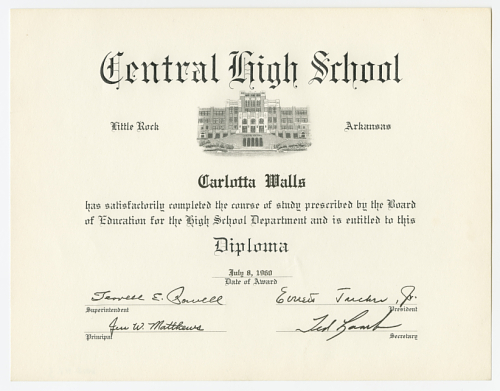 Central High School
Little Rock Arkansas
Carlotta Walls
has satisfactorily completed the course of study prescribed by the Board
of Education for the High School Department and is entitled to this
Diploma
July 8, 1960
Date of Award
Terrell E. Powell Everett Tucker, Jr.
Superintendent President
Jess W. Matthews Ted Lamb
Principal Secretary